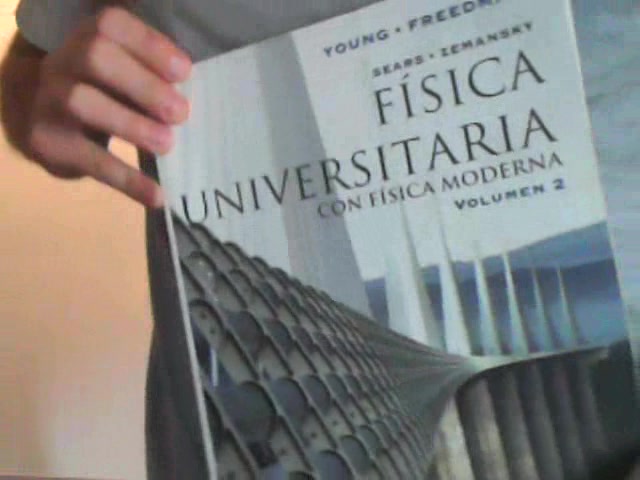 YOUNG · FREEDM
SEARS · ZEMANSKY
FÍSICA
UNIVERSITARIA
CON FÍSICA MODERNA
VOLUMEN 2